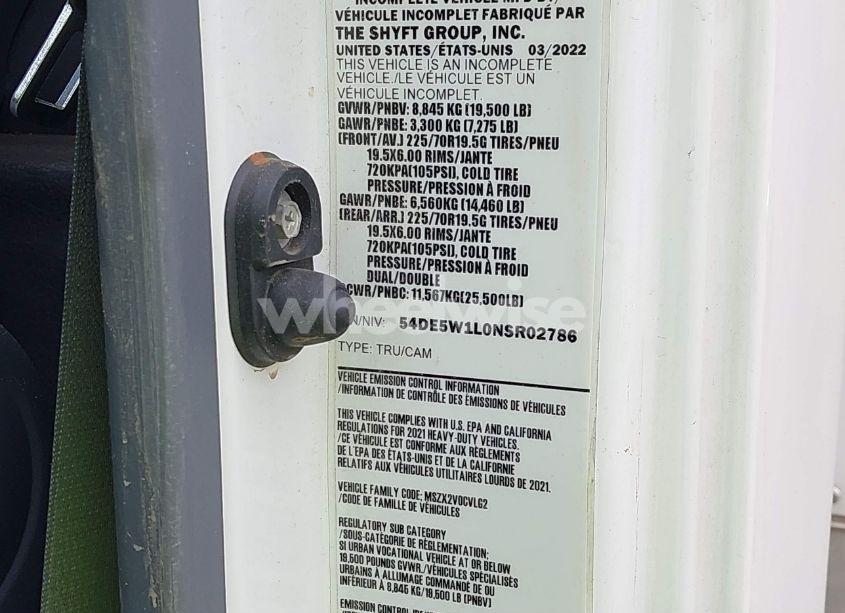 VÉHICULE INCOMPLET FABRIQUÉ PAR
THE SHYFT GROUP, INC.
UNITED STATES/ÉTATS-UNIS 03/2022
THIS VEHICLE IS AN INCOMPLETE
VEHICLE./LE VÉHICULE EST UN
VÉHICULE INCOMPLET.
GVWR/PNBV: 8,845 KG (19,500 LB)
GAWR/PNBE: 3,300 KG (7,275 LB)
(FRONT/AV.) 225/70R19.5G TIRES/PNEU
19.5X6.00 RIMS/JANTE
720KPA(105PSI), COLD TIRE
PRESSURE/PRESSION À FROID
GAWR/PNBE: 6,560KG (14,460 LB)
(REAR/ARR.) 225/70R19.5G TIRES/PNEU
19.5X6.00 RIMS/JANTE
720KPA(105PSI), COLD TIRE
PRESSURE/PRESSION À FROID
DUAL/DOUBLE
CWR/PNBC: 11,567KG(25,500LB)
wheelwise
N/NIV: 54DE5W1L0NSR02786
TYPE: TRU/CAM
VEHICLE EMISSION CONTROL INFORMATION
/INFORMATION DE CONTRÔLE DES ÉMISSIONS DE VÉHICULES
THIS VEHICLE COMPLIES WITH U.S. EPA AND CALIFORNIA
REGULATIONS FOR 2021 HEAVY-DUTY VEHICLES.
/CE VÉHICULE EST CONFORME AUX RÈGLEMENTS
DE L'EPA DES ÉTATS-UNIS ET DE LA CALIFORNIE
RELATIFS AUX VÉHICULES UTILITAIRES LOURDS DE 2021.
VEHICLE FAMILY CODE: MSZX2VOCVLG2
/CODE DE FAMILLE DE VÉHICULES
REGULATORY SUB CATEGORY
/SOUS-CATÉGORIE DE RÉGLEMENTATION:
SI URBAN VOCATIONAL VEHICLE AT OR BELOW
19,500 POUNDS GVWR./VÉHICULES SPÉCIALISÉS
URBAINS À ALLUMAGE COMMANDÉ DE OU
INFÉRIEUR À 8,845 KG/19,500 LB (PNBV)